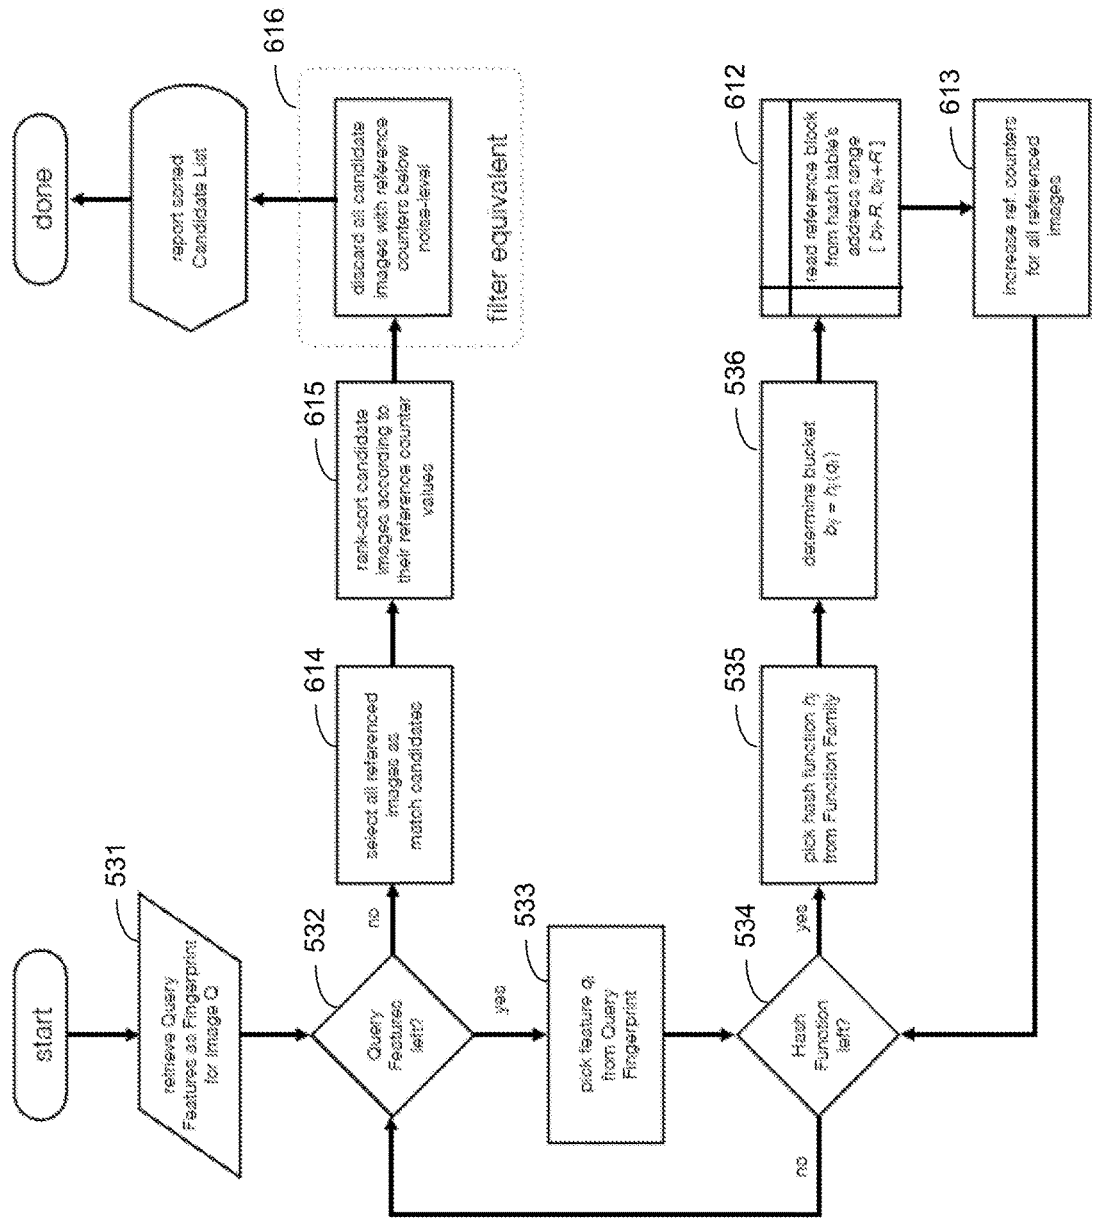 start
531
retrieve Query
Features as Fingerprint
for image Q
532
Query
Features
left?
no
yes
533
pick feature qi
from Query
Fingerprint
534
Hash
Function
left?
no
yes
535
pick hash function hj
from Function Family
536
determine bucket
bij = hj(qi)
612
read reference block
from hash table's
address range
[ bij-R, bij+R ]
613
increase ref. counters
for all referenced
images
614
select all referenced
images as
match candidates
615
rank-sort candidate
images according to
their reference counter
values
616
discard all candidate
images with reference
counters below
noise-level
filter equivalent
report sorted
Candidate List
done